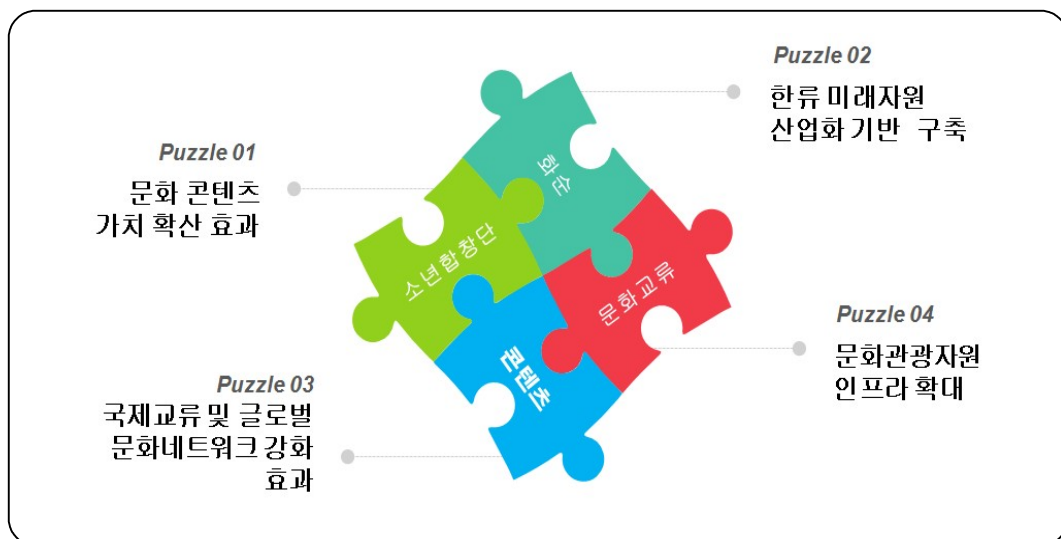 Puzzle 01
문화 콘텐츠
가치 확산 효과
Puzzle 02
한류 미래자원
산업화 기반 구축
화순
소년합창단
문화교류
콘텐츠
Puzzle 03
국제교류 및 글로벌
문화네트워크 강화
효과
Puzzle 04
문화관광자원
인프라 확대